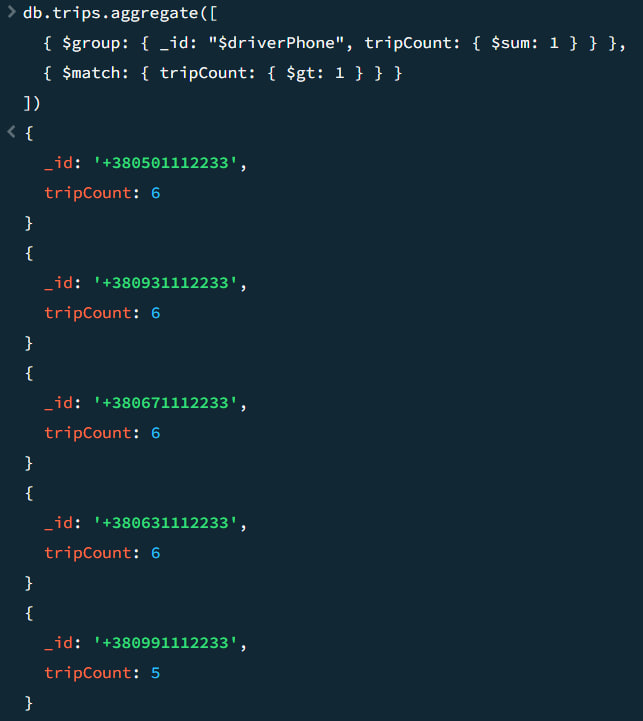 > db.trips.aggregate([
{ $group: { _id: "$driverPhone", tripCount: { $sum: 1 } } },
{ $match: { tripCount: { $gt: 1 } } }
])
< {
_id: '+380501112233',
tripCount: 6
}
{
_id: '+380931112233',
tripCount: 6
}
{
_id: '+380671112233',
tripCount: 6
}
{
_id: '+380631112233',
tripCount: 6
}
{
_id: '+380991112233',
tripCount: 5
}